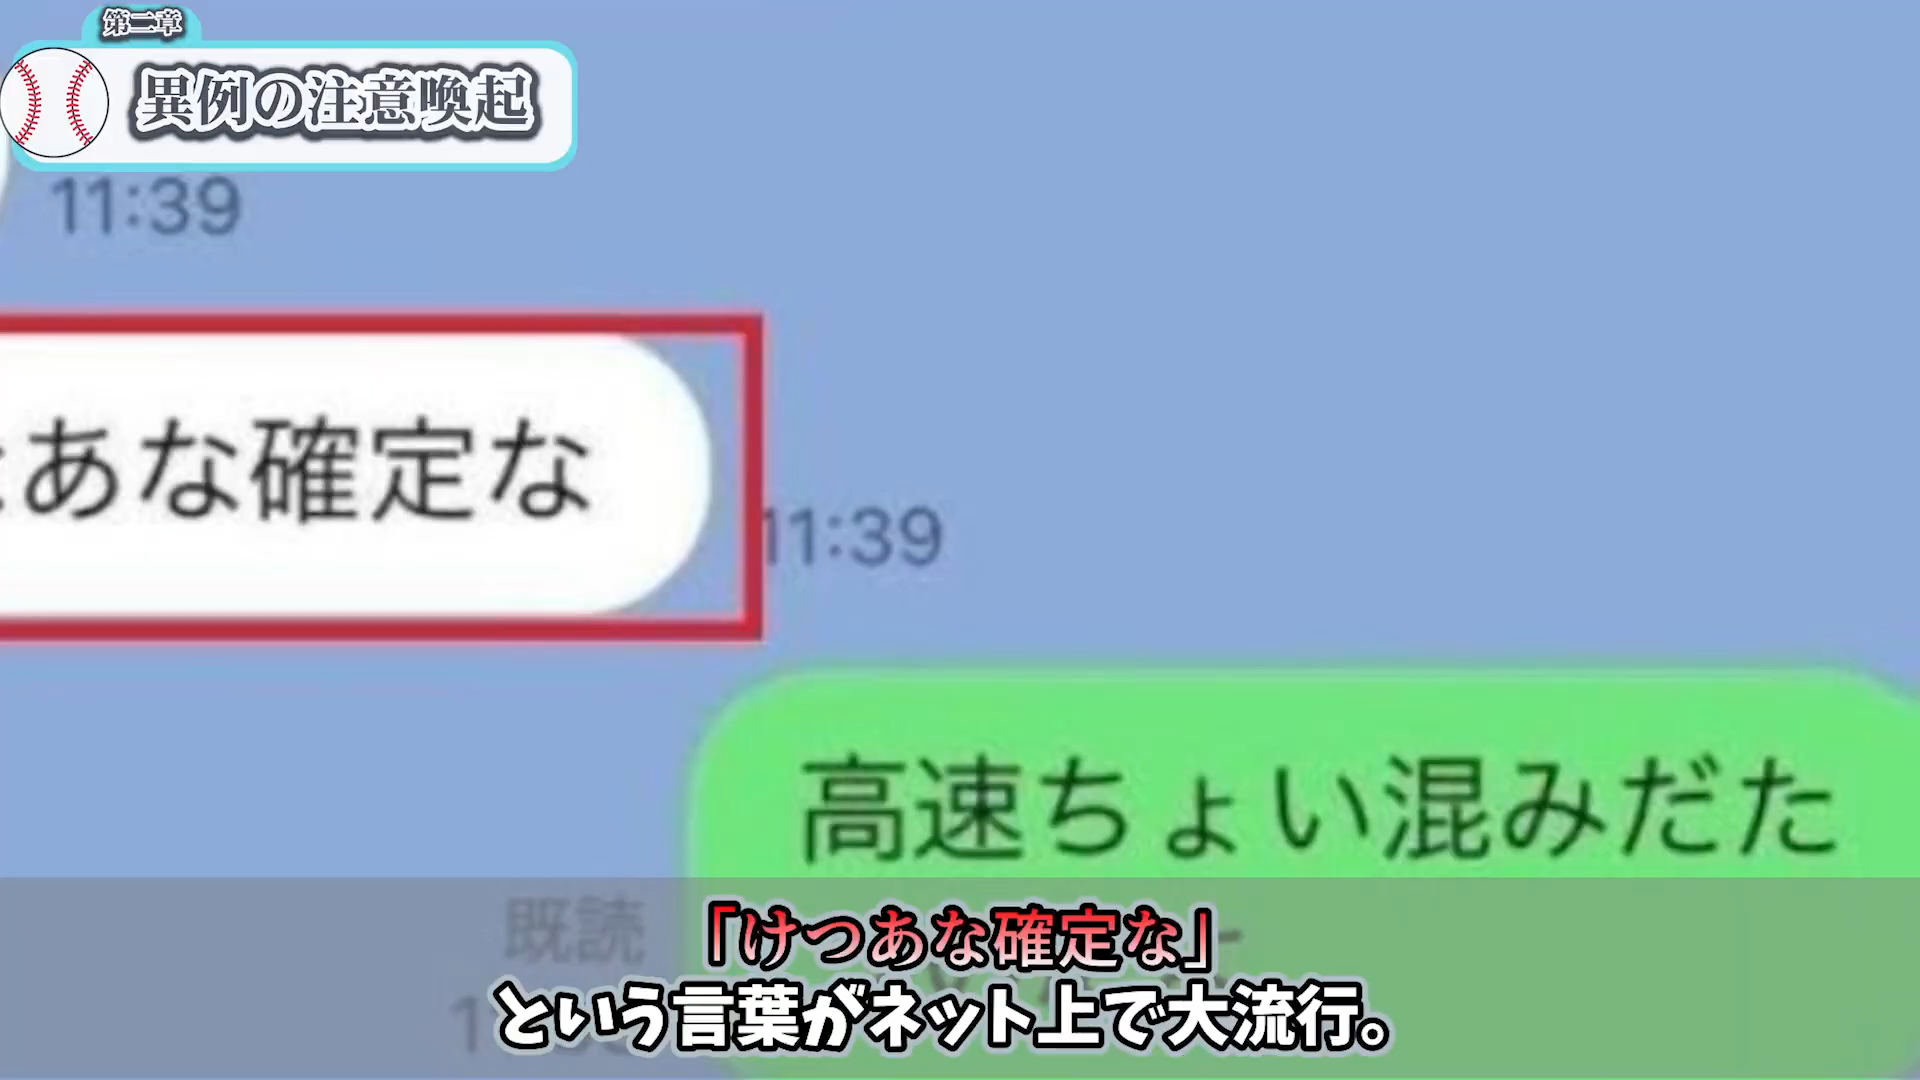 第二章
異例の注意喚起
11:39
あな確定な
11:39
高速ちょい混みだた
既読
「けつあな確定な」
という言葉がネット上で大流行。